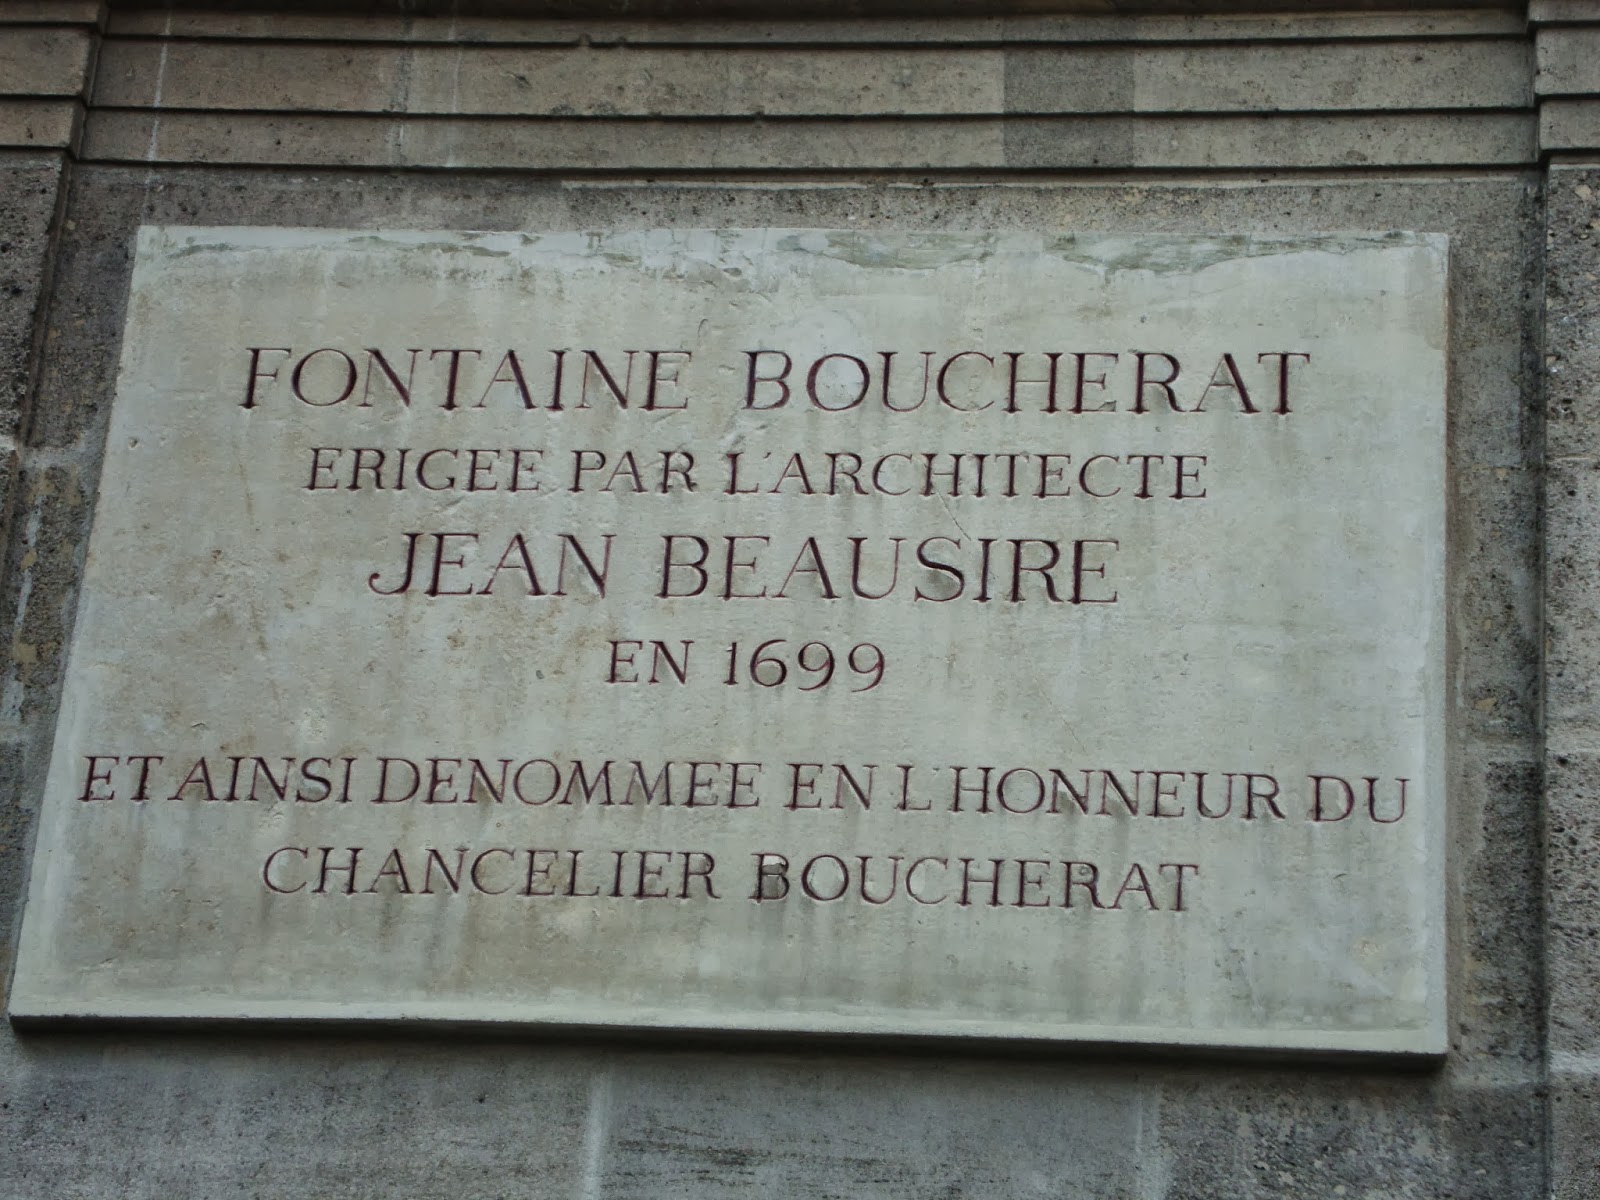 FONTAINE BOUCHERAT
ERIGEE PAR L'ARCHITECTE
JEAN BEAUSIRE
EN 1699
ET AINSI DENOMMEE EN L'HONNEUR DU
CHANCELIER BOUCHERAT